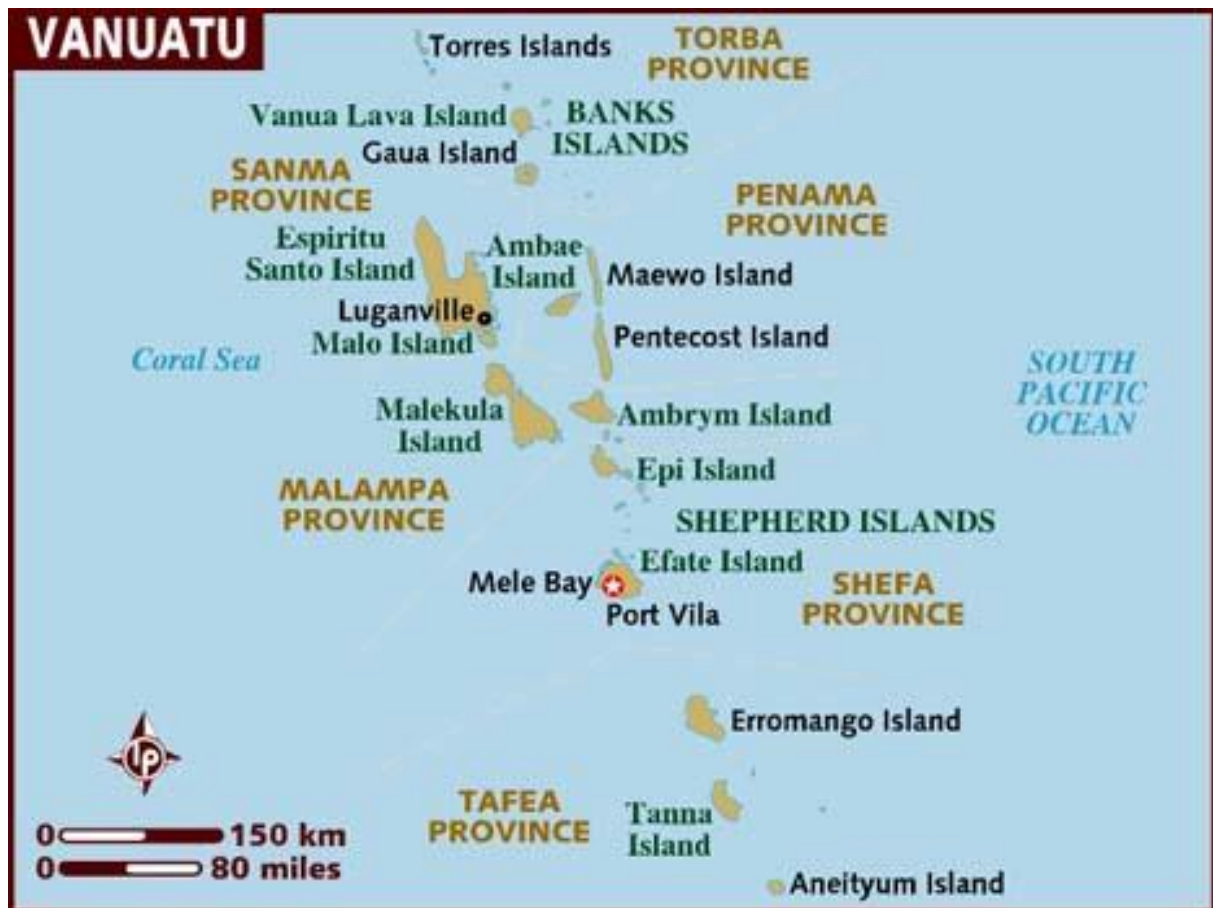 VANUATU
Torres Islands
TORBA
PROVINCE
Vanua Lava Island
BANKS
ISLANDS
Gaua Island
SANMA
PROVINCE
PENAMA
PROVINCE
Espiritu
Santo Island
Ambae
Island
Maewo Island
Luganville
Malo Island
Pentecost Island
Coral Sea
SOUTH
PACIFIC
OCEAN
Malekula
Island
Ambrym Island
Epi Island
MALAMPA
PROVINCE
SHEPHERD ISLANDS
Efate Island
Mele Bay
Port Vila
SHEFA
PROVINCE
Erromango Island
lp
TAFEA
PROVINCE
Tanna
Island
0 150 km
0 80 miles
Aneityum Island